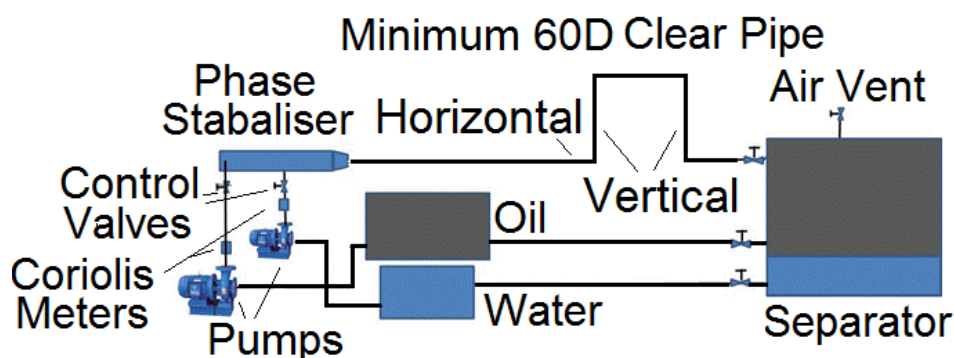 Minimum 60D Clear Pipe
Phase
Stabaliser
Air Vent
Horizontal
Control
Valves
Vertical
Oil
Coriolis
Meters
Water
Pumps
Separator